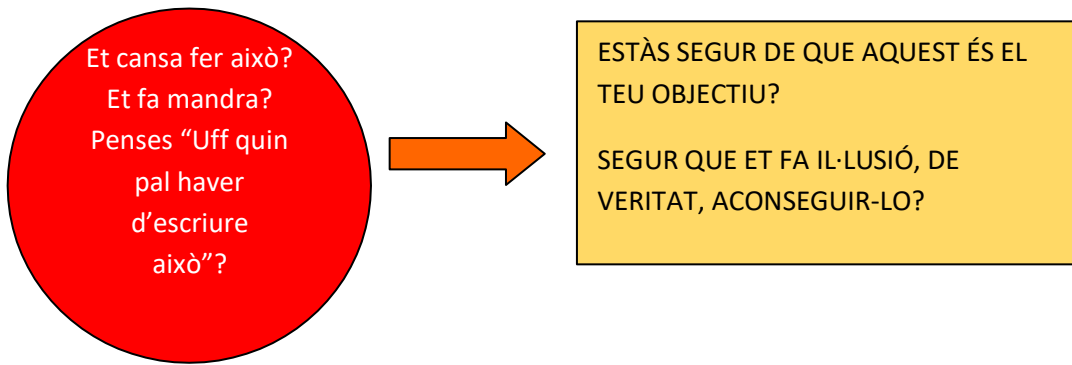 Et cansa fer això?
Et fa mandra?
Penses “Uff quin
pal haver
d’escriure
això”?
ESTÀS SEGUR DE QUE AQUEST ÉS EL
TEU OBJECTIU?
SEGUR QUE ET FA IL·LUSIÓ, DE
VERITAT, ACONSEGUIR-LO?